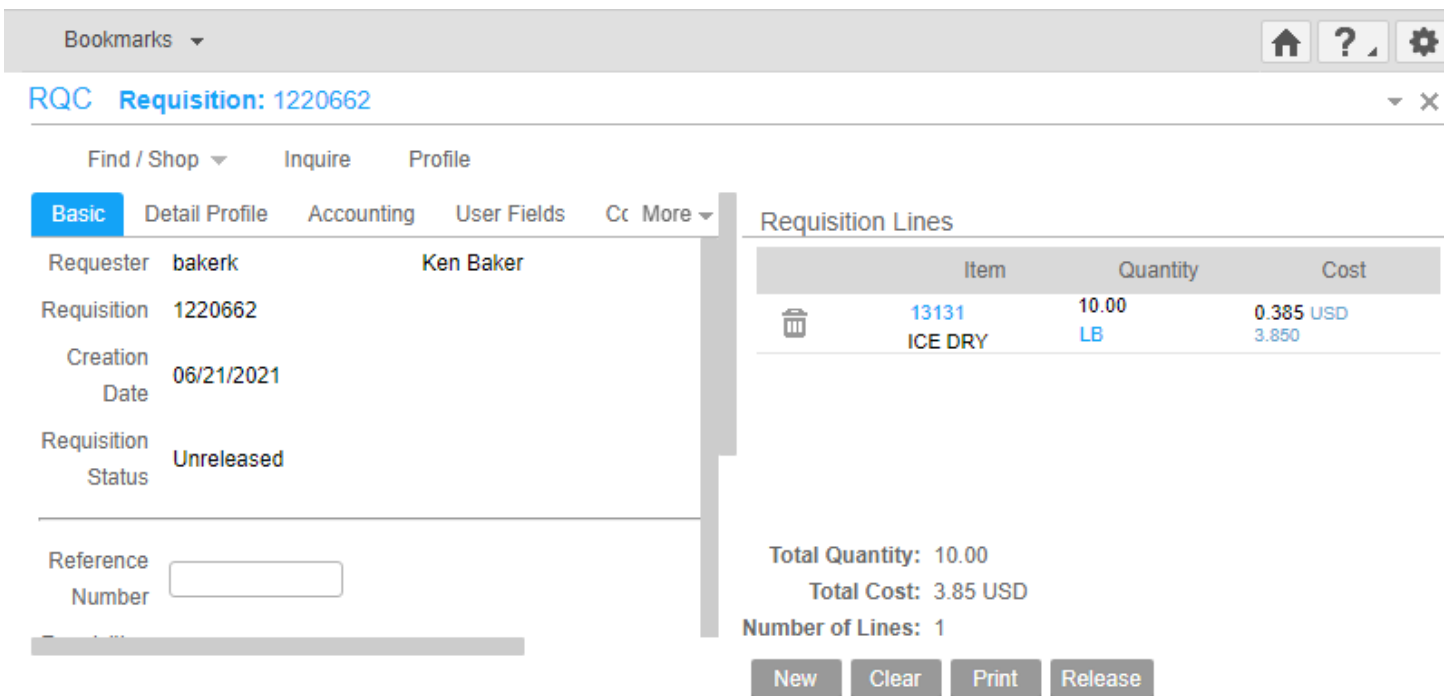 Bookmarks
RQC Requisition: 1220662
Find / Shop Inquire Profile
Basic Detail Profile Accounting User Fields More
Requester bakerk Ken Baker
Requisition 1220662
Creation
Date 06/21/2021
Requisition
Status Unreleased
Reference
Number
Requisition Lines
Item Quantity Cost
13131 10.00 0.385 USD
ICE DRY LB 3.850
Total Quantity: 10.00
Total Cost: 3.85 USD
Number of Lines: 1
New Clear Print Release